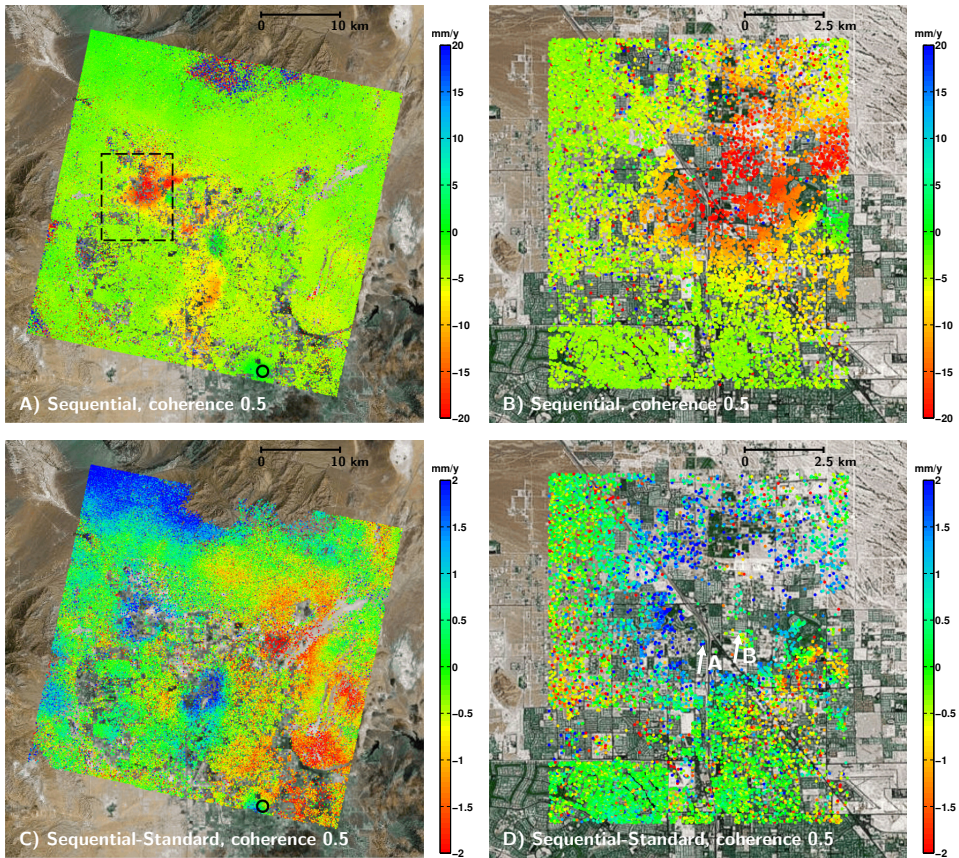 0 10 km
mm/y
20
15
10
5
0
−5
−10
−15
−20
A) Sequential, coherence 0.5
0 2.5 km
mm/y
20
15
10
5
0
−5
−10
−15
−20
B) Sequential, coherence 0.5
0 10 km
mm/y
2
1.5
1
0.5
0
−0.5
−1
−1.5
−2
C) Sequential-Standard, coherence 0.5
0 2.5 km
mm/y
2
1.5
1
0.5
0
−0.5
−1
−1.5
−2
A
B
D) Sequential-Standard, coherence 0.5